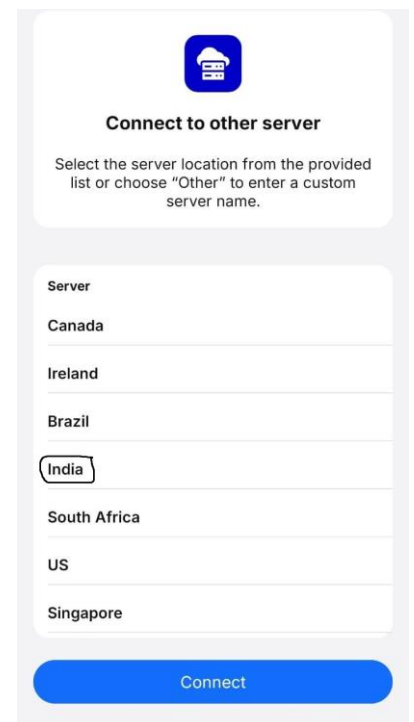 Connect to other server
Select the server location from the provided
list or choose “Other” to enter a custom
server name.
Server
Canada
Ireland
Brazil
India
South Africa
US
Singapore
Connect